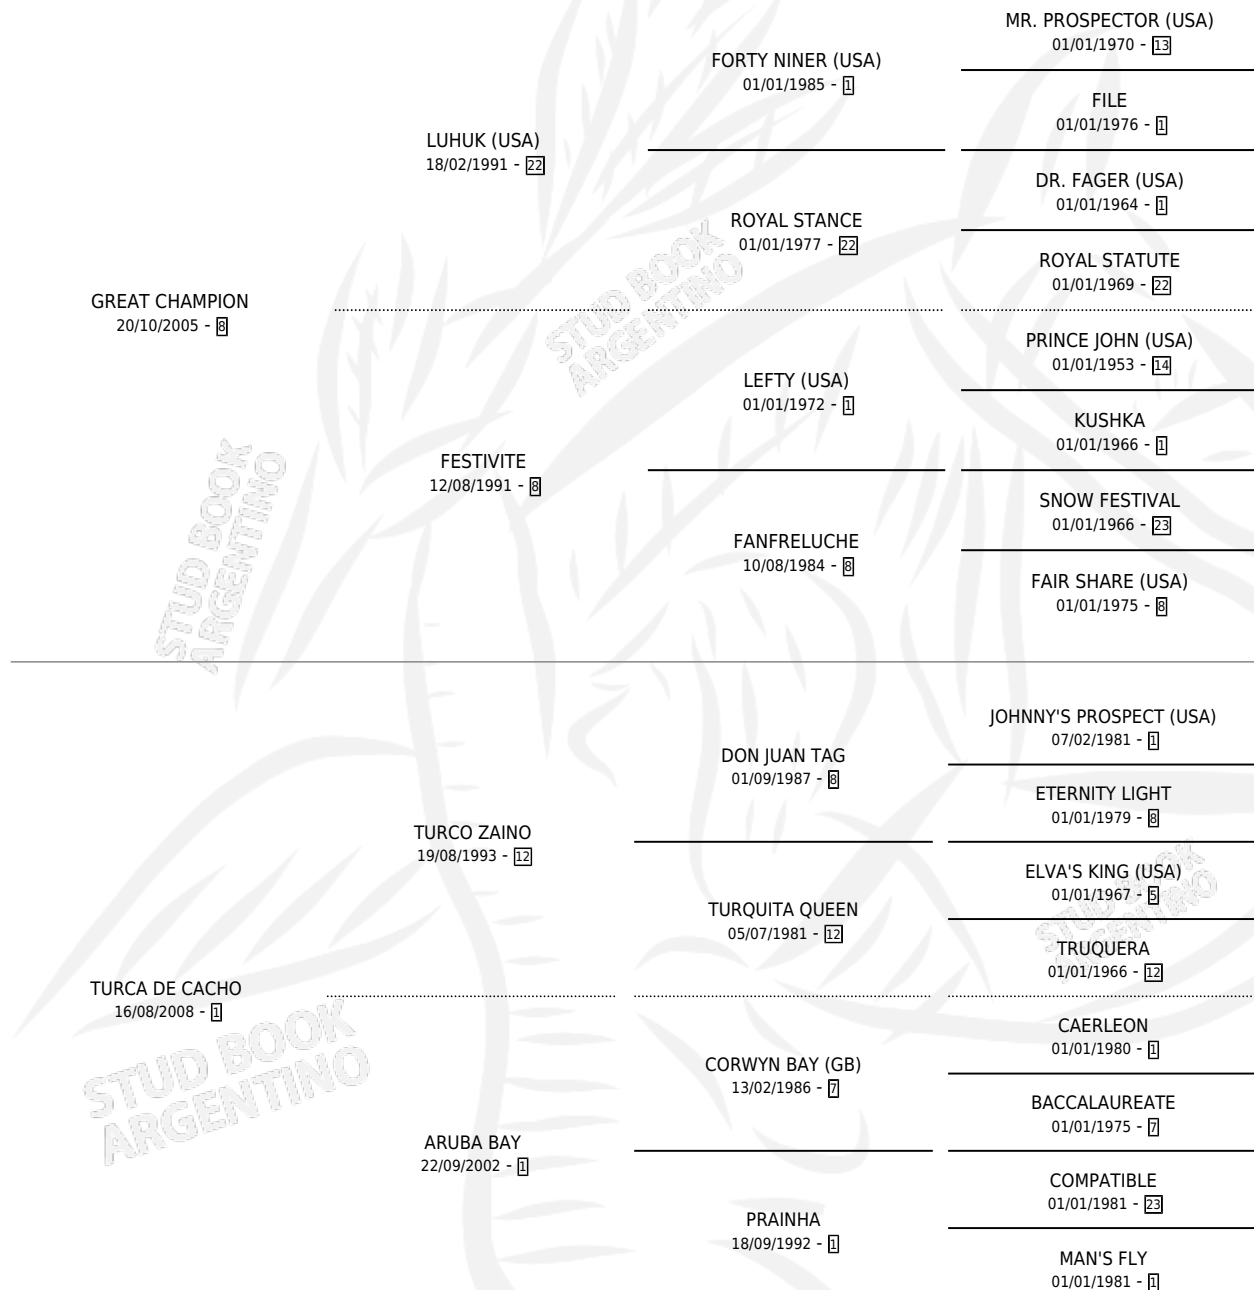 MR. PROSPECTOR (USA)
01/01/1970 - 13
FORTY NINER (USA)
01/01/1985 - 1
FILE
01/01/1976 - 1
LUHUK (USA)
18/02/1991 - 22
DR. FAGER (USA)
01/01/1964 - 1
ROYAL STANCE
01/01/1977 - 22
ROYAL STATUTE
01/01/1969 - 22
STUD BOOK
ARGENTINO
GREAT CHAMPION
20/10/2005 - 8
PRINCE JOHN (USA)
01/01/1953 - 14
LEFTY (USA)
01/01/1972 - 1
KUSHKA
01/01/1966 - 1
FESTIVITE
12/08/1991 - 8
SNOW FESTIVAL
01/01/1966 - 23
FANFRELUCHE
10/08/1984 - 8
FAIR SHARE (USA)
01/01/1975 - 8
STUD BOOK
ARGENTINO
JOHNNY'S PROSPECT (USA)
07/02/1981 - 1
DON JUAN TAG
01/09/1987 - 8
ETERNITY LIGHT
01/01/1979 - 8
TURCO ZAINO
19/08/1993 - 12
ELVA'S KING (USA)
01/01/1967 - 5
TURQUITA QUEEN
05/07/1981 - 12
TRUQUERA
01/01/1966 - 12
STUD BOOK
ARGENTINO
TURCA DE CACHO
16/08/2008 - 1
CAERLEON
01/01/1980 - 1
CORWYN BAY (GB)
13/02/1986 - 7
BACCALAUREATE
01/01/1975 - 7
STUD BOOK
ARGENTINO
ARUBA BAY
22/09/2002 - 1
COMPATIBLE
01/01/1981 - 23
PRAINHA
18/09/1992 - 1
MAN'S FLY
01/01/1981 - 1